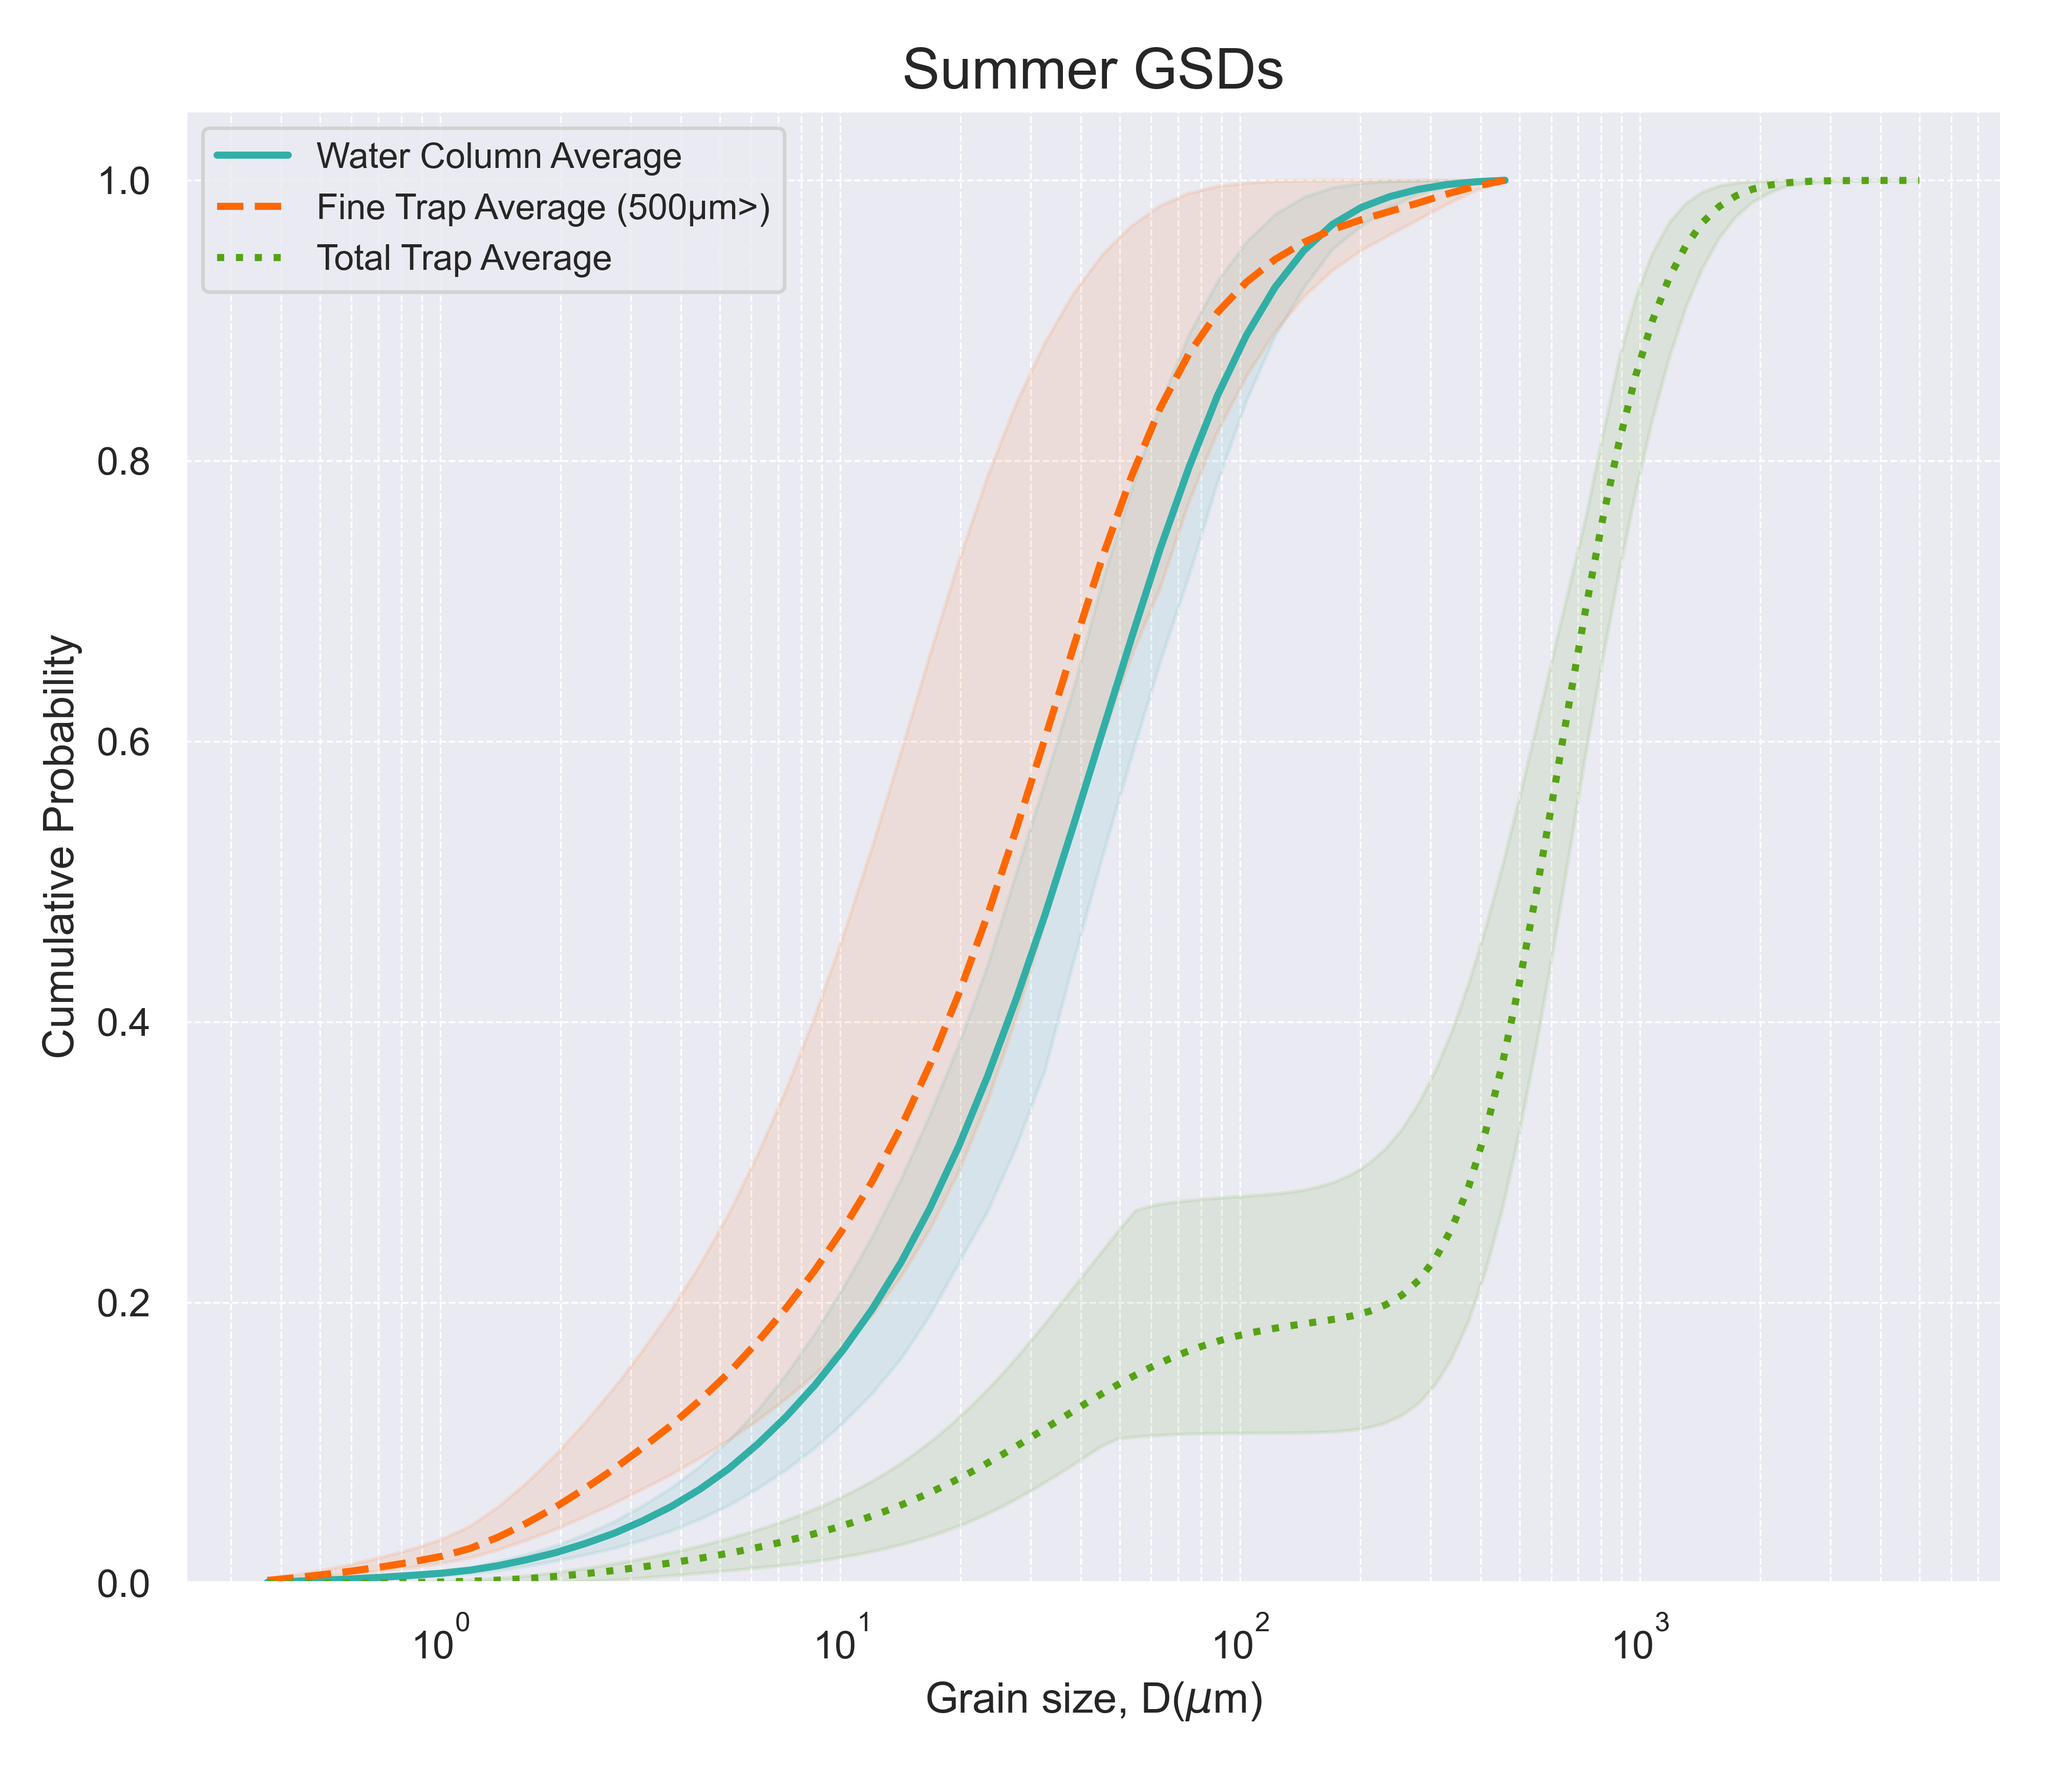 Summer GSDs
Water Column Average
Fine Trap Average (500μm>)
Total Trap Average
Cumulative Probability
1.0
0.8
0.6
0.4
0.2
0.0
10⁰
10¹
10²
10³
Grain size, D(μm)